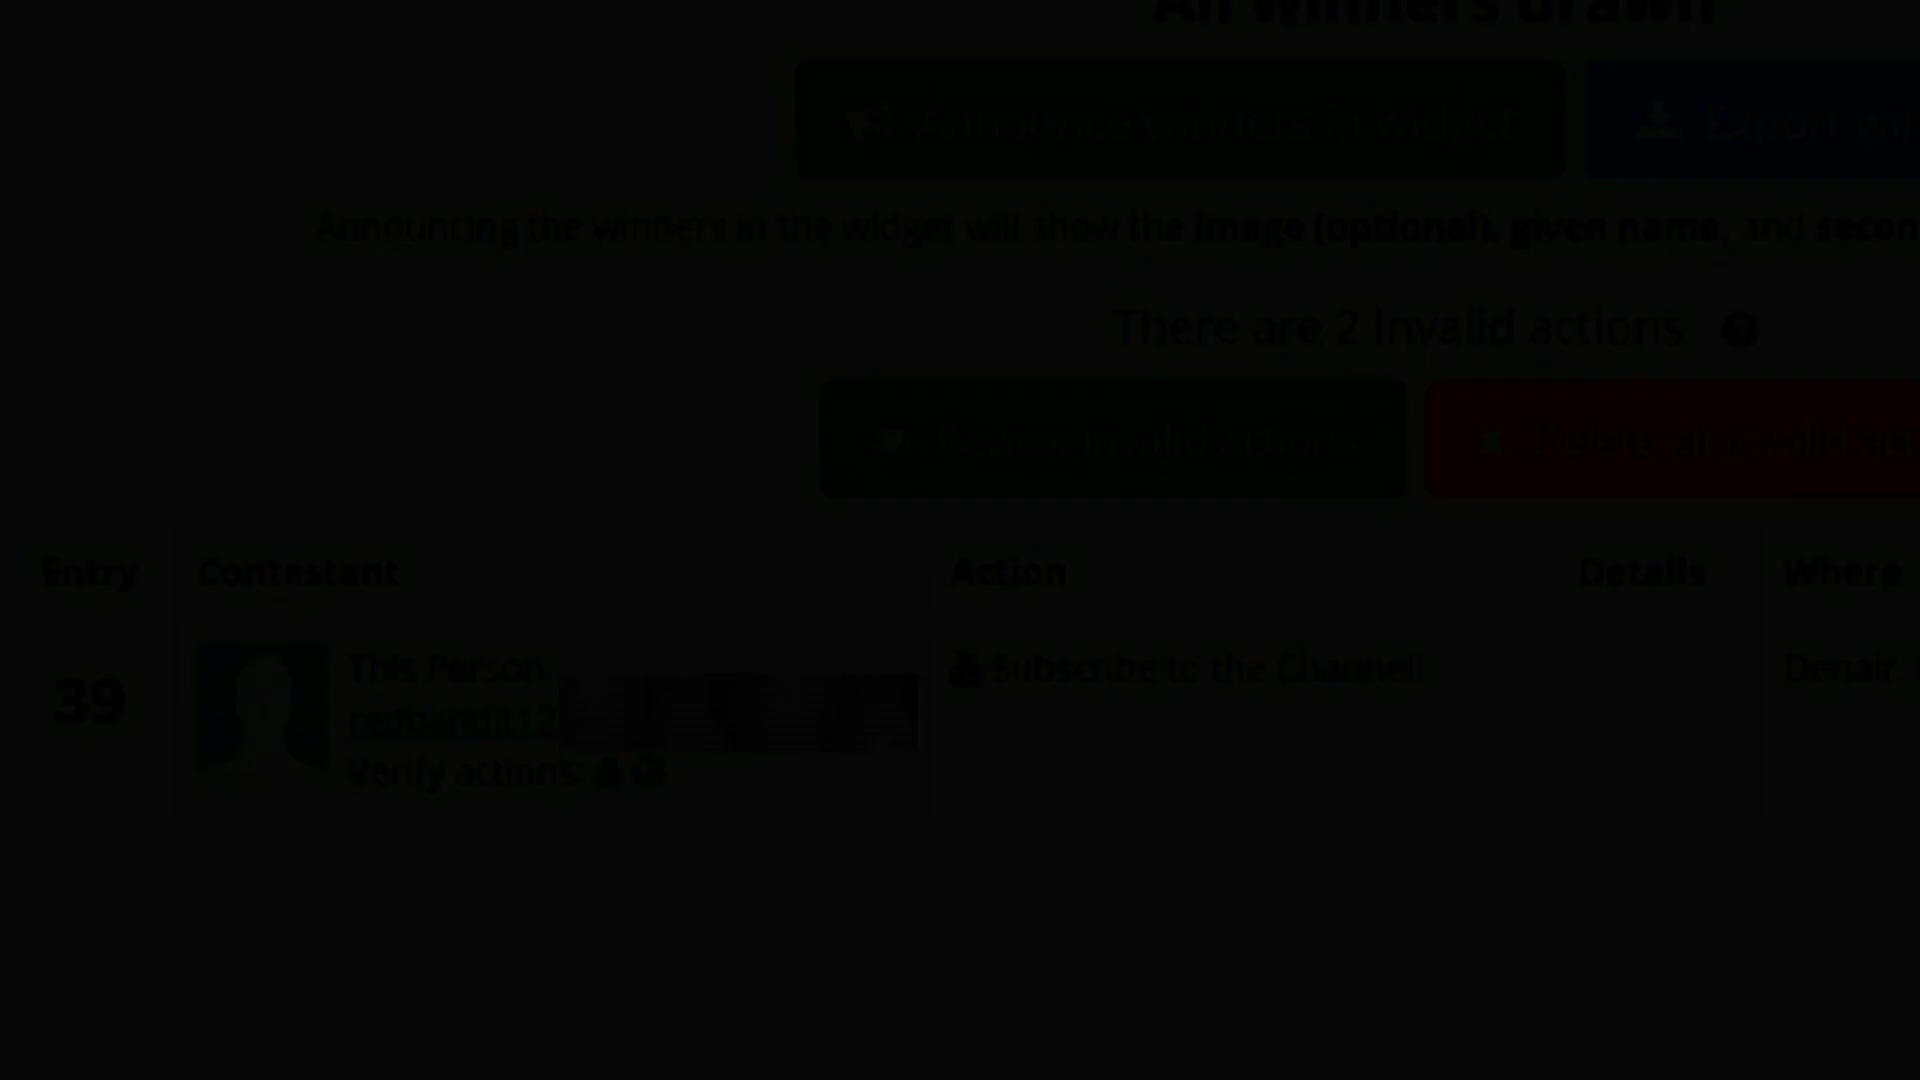 All winners drawn
Announce winners in widget
Export
Announcing the winners in the widget will show the image (optional), given name, and secon
There are 2 invalid actions
Review invalid actions
Delete all invalid
Entry Contestant Action Details Where
39
This Person
Subscribe to the Channel!
Denair,
redbandit12
Verify actions: